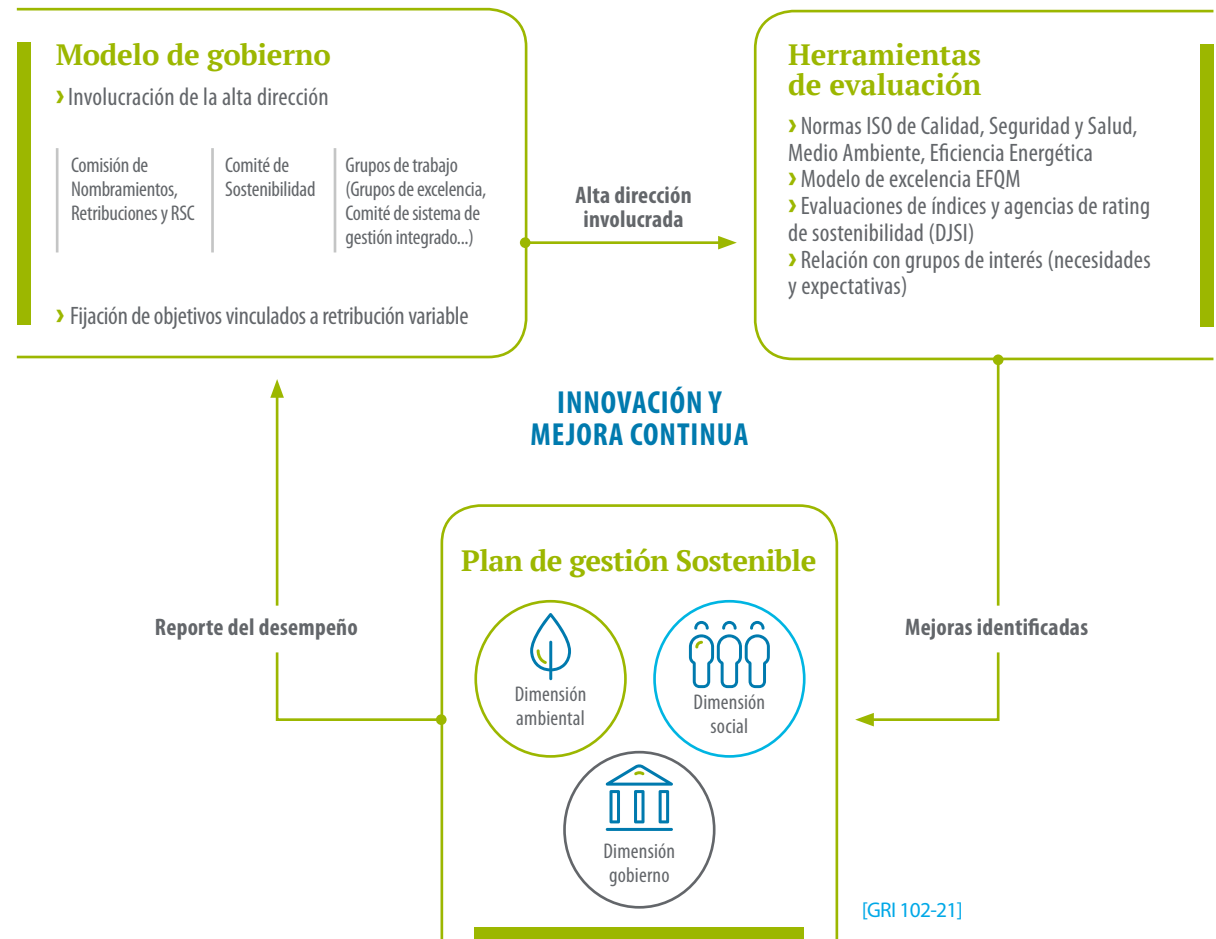 Modelo de gobierno
› Involucración de la alta dirección
Comisión de
Nombramientos,
Retribuciones y RSC
Comité de
Sostenibilidad
Grupos de trabajo
(Grupos de excelencia,
Comité de sistema de
gestión integrado...)
› Fijación de objetivos vinculados a retribución variable
Alta dirección
involucrada
Herramientas
de evaluación
› Normas ISO de Calidad, Seguridad y Salud,
Medio Ambiente, Eficiencia Energética
› Modelo de excelencia EFQM
› Evaluaciones de índices y agencias de rating
de sostenibilidad (DJSI)
› Relación con grupos de interés (necesidades
y expectativas)
INNOVACIÓN Y
MEJORA CONTINUA
Reporte del desempeño
Plan de gestión Sostenible
Dimensión
ambiental
Dimensión
social
Dimensión
gobierno
Mejoras identificadas
[GRI 102-21]